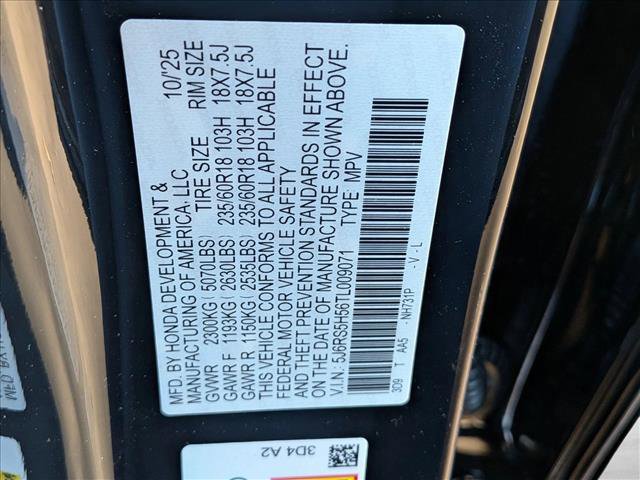 MFD. BY HONDA DEVELOPMENT & 10/'25
MANUFACTURING OF AMERICA, LLC
TIRE SIZE RIM SIZE
GVWR 2300KG (5070LBS)
GAWR F 1193KG (2630LBS) 235/60R18 103H 18X7.5J
GAWR R 1150KG (2535LBS) 235/60R18 103H 18X7.5J
THIS VEHICLE CONFORMS TO ALL APPLICABLE
FEDERAL MOTOR VEHICLE SAFETY
AND THEFT PREVENTION STANDARDS IN EFFECT
ON THE DATE OF MANUFACTURE SHOWN ABOVE.
V.I.N.: 5J6RS5H56TL009071 TYPE: MPV
3D9 T AA5 - NH731P - V - L
3D4 A2